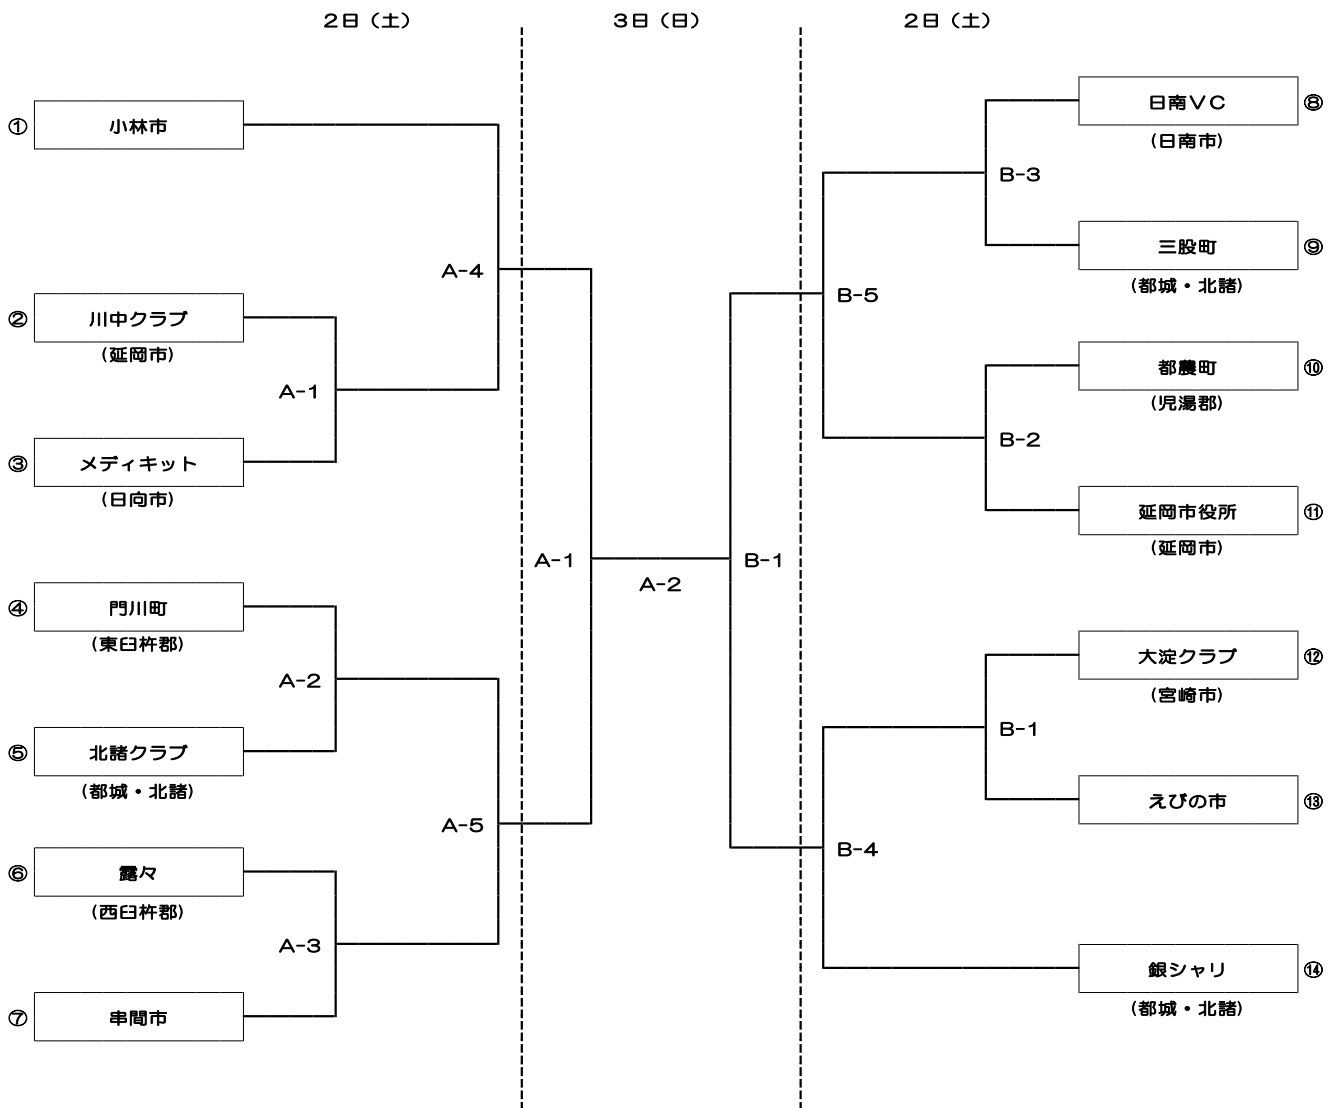 2日（土）
3日（日）
2日（土）
① 小林市
A-4
② 川中クラブ
(延岡市)
A-1
③ メディキット
(日向市)
④ 門川町
(東臼杵郡)
A-2
⑤ 北諸クラブ
(都城・北諸)
A-5
⑥ 露々
(西臼杵郡)
A-3
⑦ 串間市
A-1
A-2
B-1
日南ＶＣ ⑧
(日南市)
B-3
三股町 ⑨
(都城・北諸)
B-5
都農町 ⑩
(児湯郡)
B-2
延岡市役所 ⑪
(延岡市)
大淀クラブ ⑫
(宮崎市)
B-1
えびの市 ⑬
B-4
銀シャリ ⑭
(都城・北諸)